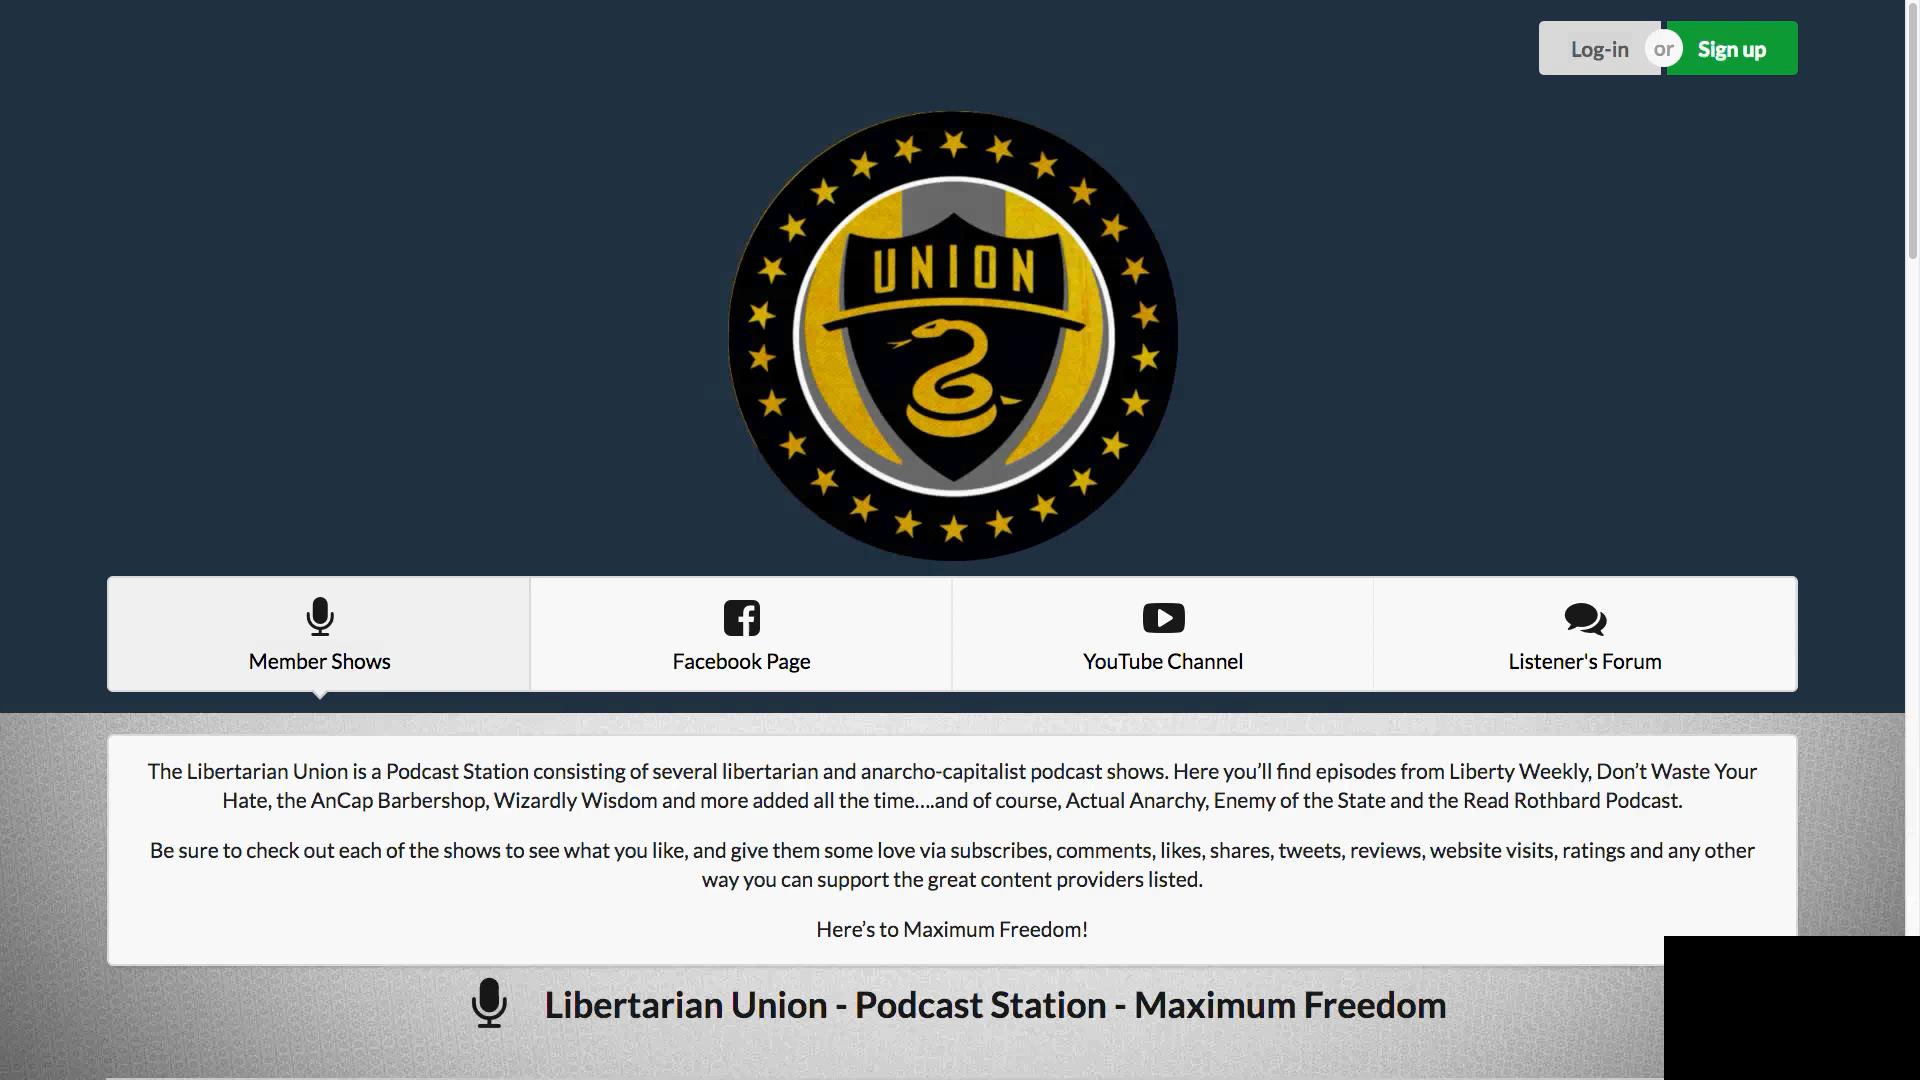 Log-in or Sign up
UNION
Member Shows
Facebook Page
YouTube Channel
Listener's Forum
The Libertarian Union is a Podcast Station consisting of several libertarian and anarcho-capitalist podcast shows. Here you’ll find episodes from Liberty Weekly, Don’t Waste Your
Hate, the AnCap Barbershop, Wizardly Wisdom and more added all the time….and of course, Actual Anarchy, Enemy of the State and the Read Rothbard Podcast.
Be sure to check out each of the shows to see what you like, and give them some love via subscribes, comments, likes, shares, tweets, reviews, website visits, ratings and any other
way you can support the great content providers listed.
Here’s to Maximum Freedom!
Libertarian Union - Podcast Station - Maximum Freedom